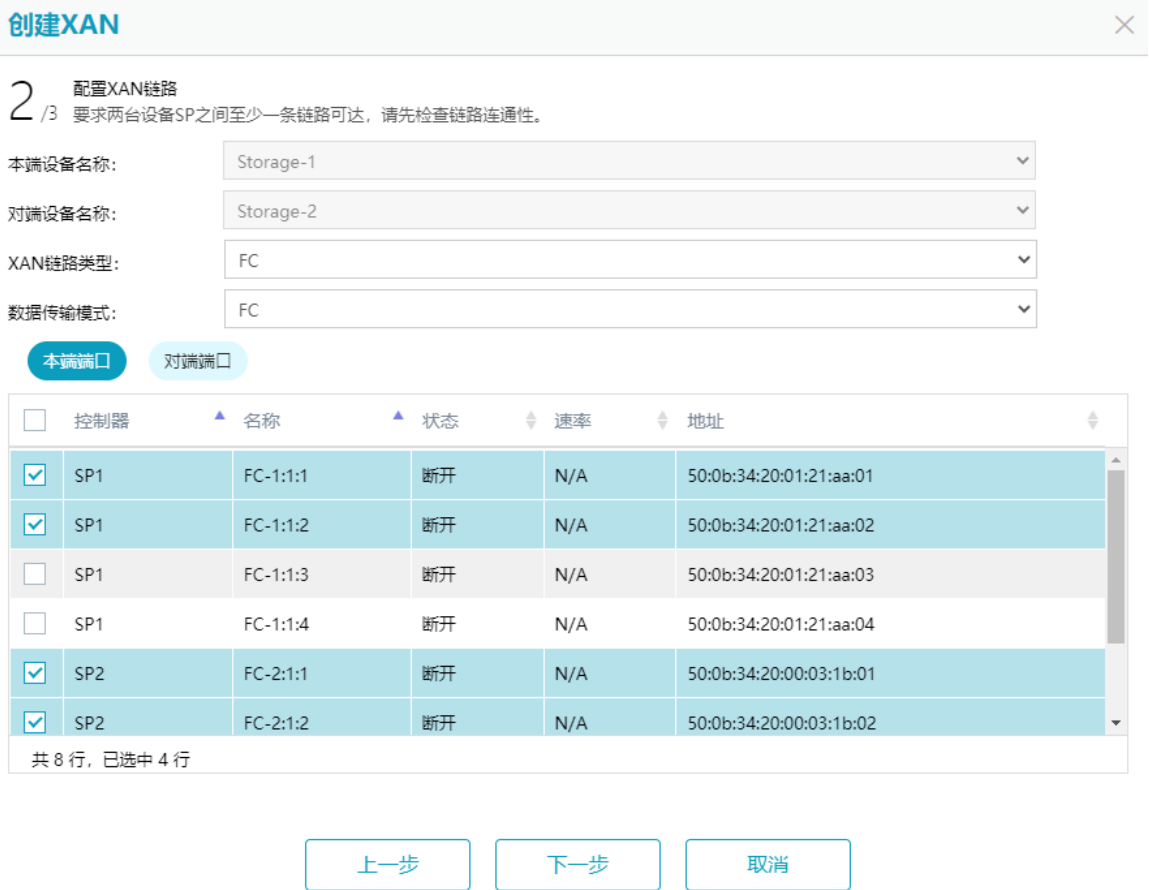 创建XAN
2/3 配置XAN链路
要求两台设备SP之间至少一条链路可达，请先检查链路连通性。
本端设备名称： Storage-1
对端设备名称： Storage-2
XAN链路类型： FC
数据传输模式： FC
本端端口 对端端口
控制器 名称 状态 速率 地址
SP1 FC-1:1:1 断开 N/A 50:0b:34:20:01:21:aa:01
SP1 FC-1:1:2 断开 N/A 50:0b:34:20:01:21:aa:02
SP1 FC-1:1:3 断开 N/A 50:0b:34:20:01:21:aa:03
SP1 FC-1:1:4 断开 N/A 50:0b:34:20:01:21:aa:04
SP2 FC-2:1:1 断开 N/A 50:0b:34:20:00:03:1b:01
SP2 FC-2:1:2 断开 N/A 50:0b:34:20:00:03:1b:02
共 8 行，已选中 4 行
上一步 下一步 取消